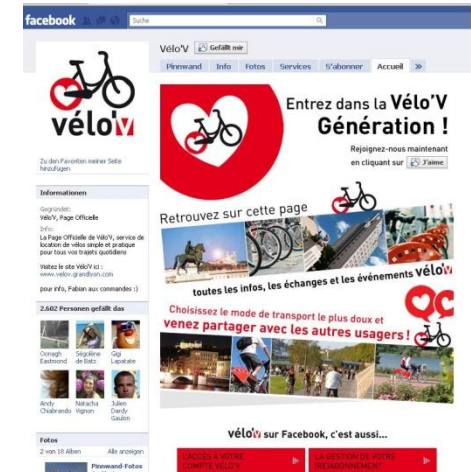 facebook
Suche
Vélo'V Gefällt mir
Pinnwand Info Fotos Services S'abonner Accueil »
vélo'v
Zu den Favoriten meiner Seite
hinzufügen
Informationen
Gegründet:
Vélo'V, Page Officielle
Info:
La Page Officielle de Vélo'V, service de
location de vélos simple et pratique
pour tous vos trajets quotidiens
Visitez le site Vélo'V ici :
www.velov.grandlyon.com
pour info, Fabian aux commandes :)
2.602 Personen gefällt das
Oonagh
Eastmond
Ségolène
de Batz
Gigi
Lapatate
Andy
Chiabrando
Natacha
Vignon
Julien
Dardy
Gaulon
Fotos
2 von 18 Alben Alle anzeigen
Pinnwand-Fotos
Entrez dans la Vélo'V
Génération !
Rejoignez-nous maintenant
en cliquant sur J'aime
Retrouvez sur cette page
toutes les infos, les échanges et les événements vélo'v
Choisissez le mode de transport le plus doux et
venez partager avec les autres usagers !
vélo'v sur Facebook, c'est aussi...
L'ACCÈS À VOTRE
COMPTE VÉLO'V
LA GESTION DE VOTRE
RÉABONNEMENT